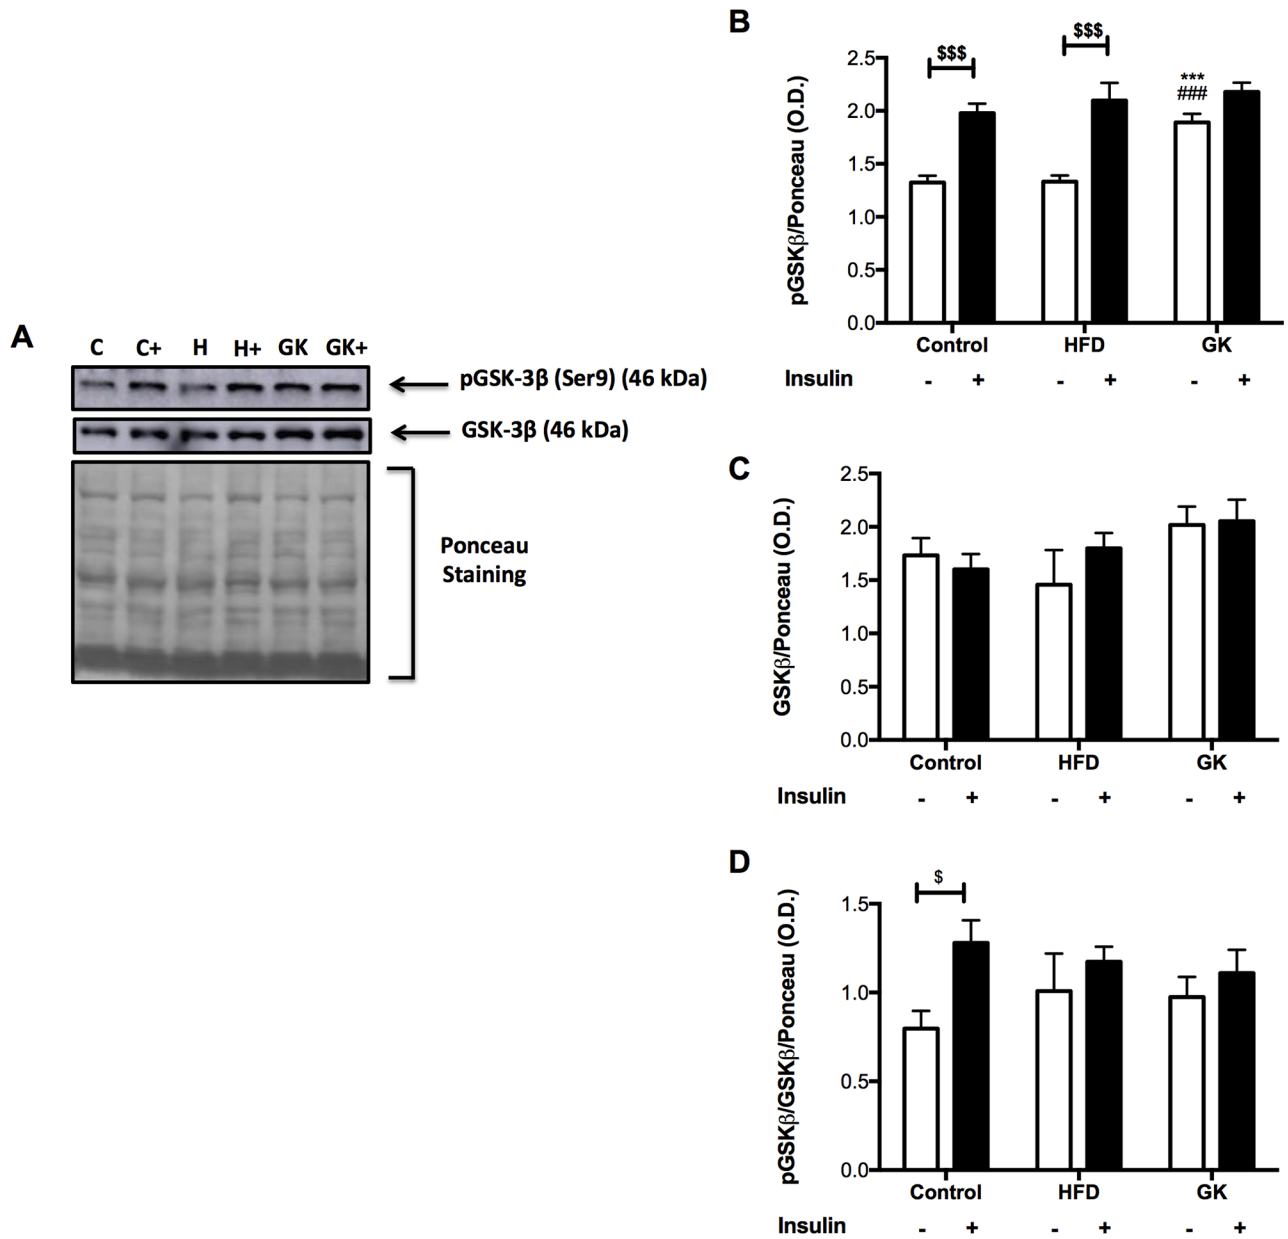 A
C C+ H H+ GK GK+
pGSK-3β (Ser9) (46 kDa)
GSK-3β (46 kDa)
Ponceau
Staining
B
pGSKβ/Ponceau (O.D.)
$$$ $$$
***
###
2.5
2.0
1.5
1.0
0.5
0.0
Control HFD GK
Insulin - + - + - +
C
GSKβ/Ponceau (O.D.)
2.5
2.0
1.5
1.0
0.5
0.0
Control HFD GK
Insulin - + - + - +
D
pGSKβ/GSKβ/Ponceau (O.D.)
$
1.5
1.0
0.5
0.0
Control HFD GK
Insulin - + - + - +